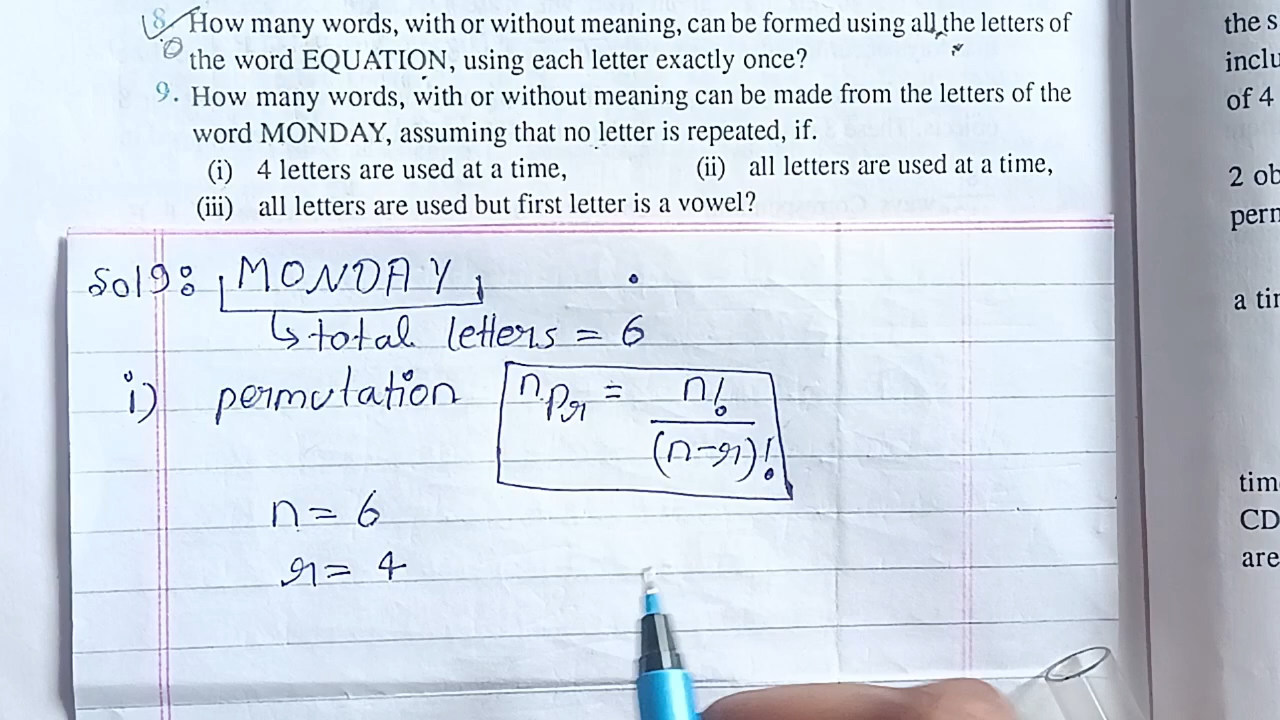 8. How many words, with or without meaning, can be formed using all the letters of
the word EQUATION, using each letter exactly once?
9. How many words, with or without meaning can be made from the letters of the
word MONDAY, assuming that no letter is repeated, if.
(i) 4 letters are used at a time, (ii) all letters are used at a time,
(iii) all letters are used but first letter is a vowel?
Sol9: MONDAY
↳ total letters = 6
i) permutation nPr = n!/(n-r)!
n = 6
r = 4
the s
inclu
of 4
2 ob
pern
a tin
tim
CD
are